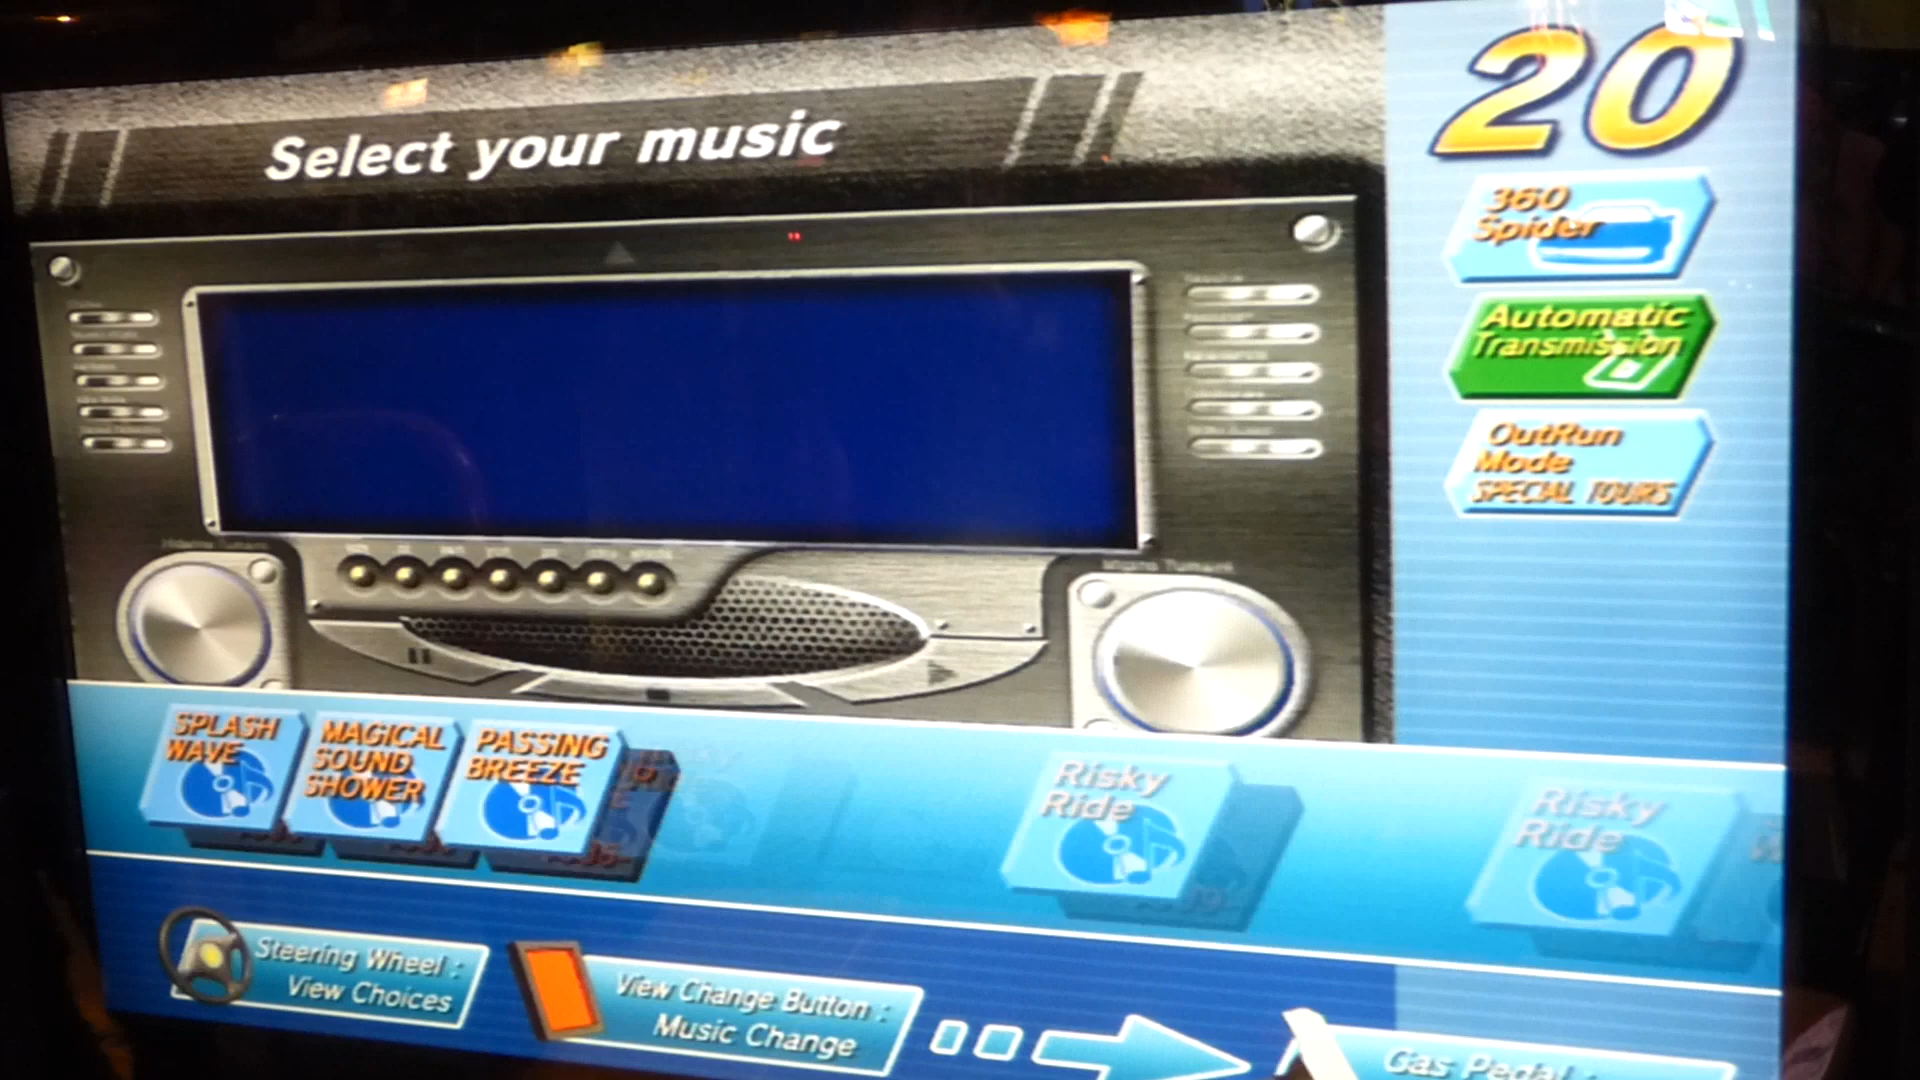 Select your music
20
360
Spider
Automatic
Transmission
OutRun
Mode
SPECIAL TOURS
SPLASH
WAVE
MAGICAL
SOUND
SHOWER
PASSING
BREEZE
Risky
Ride
Risky
Ride
Steering Wheel :
View Choices
View Change Button :
Music Change
Gas Pedal :